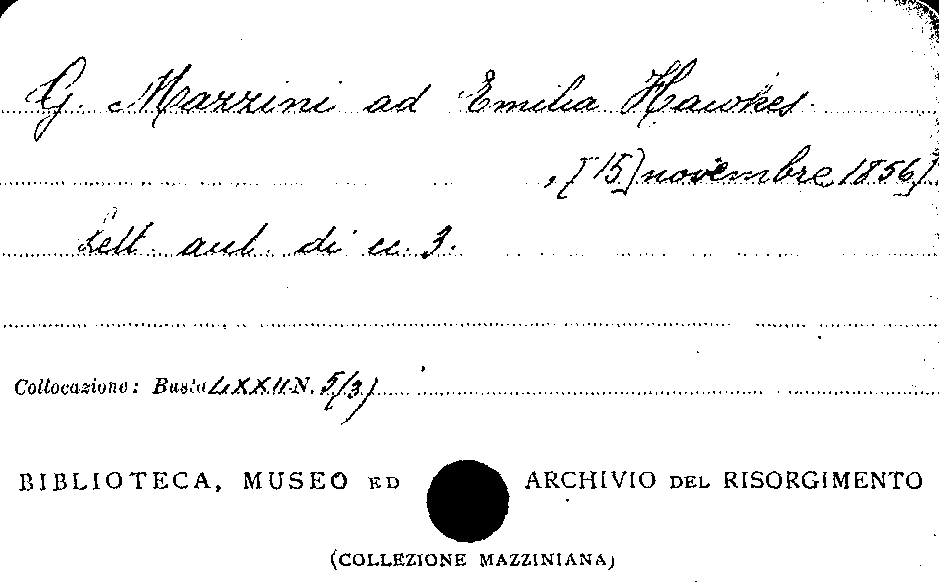 G. Mazzini ad Emilia Hawkes.
, [15] novembre 1856]
Lett. aut. di cc. 3.
Collocazione: Busta LXXII N. 5/3)
BIBLIOTECA, MUSEO ED ARCHIVIO DEL RISORGIMENTO
(COLLEZIONE MAZZINIANA)